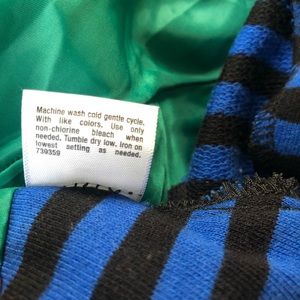 Machine wash cold gentle cycle.
With like colors. Use only
non-chlorine bleach when
needed. Tumble dry low. Iron on
lowest setting as needed.
739359